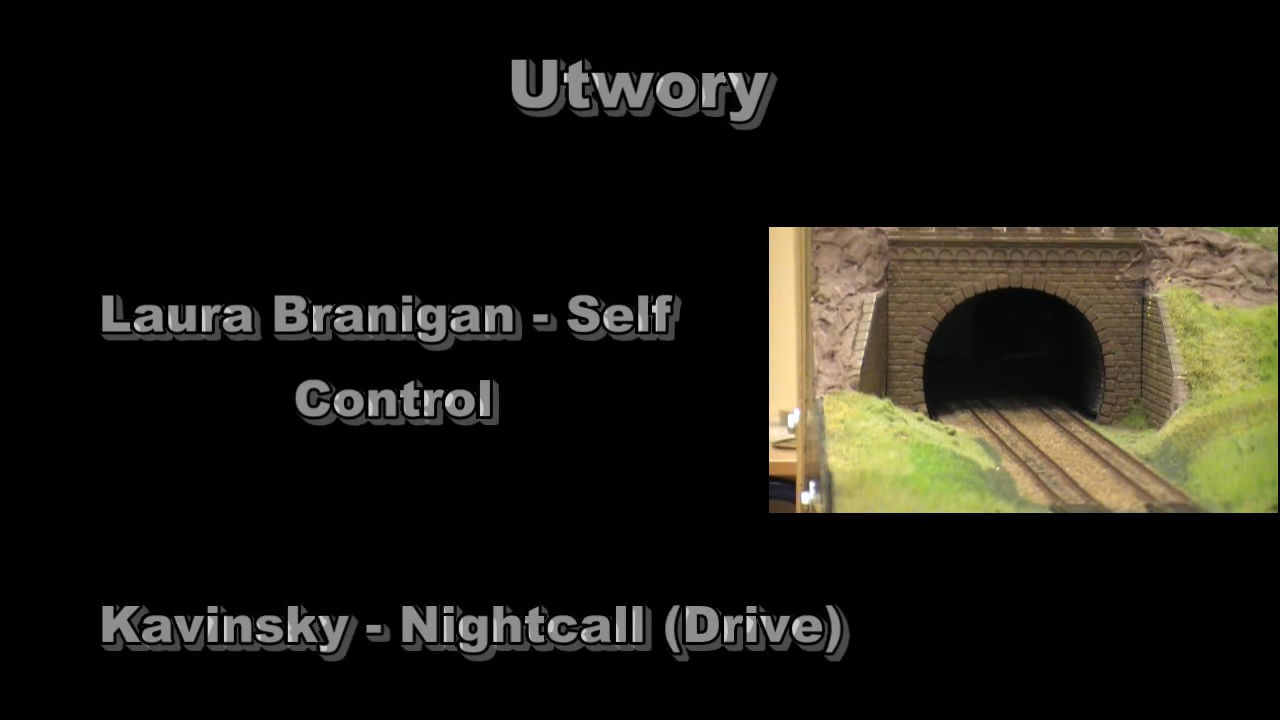 Utwory
Laura Branigan - Self
Control
Kavinsky - Nightcall (Drive)